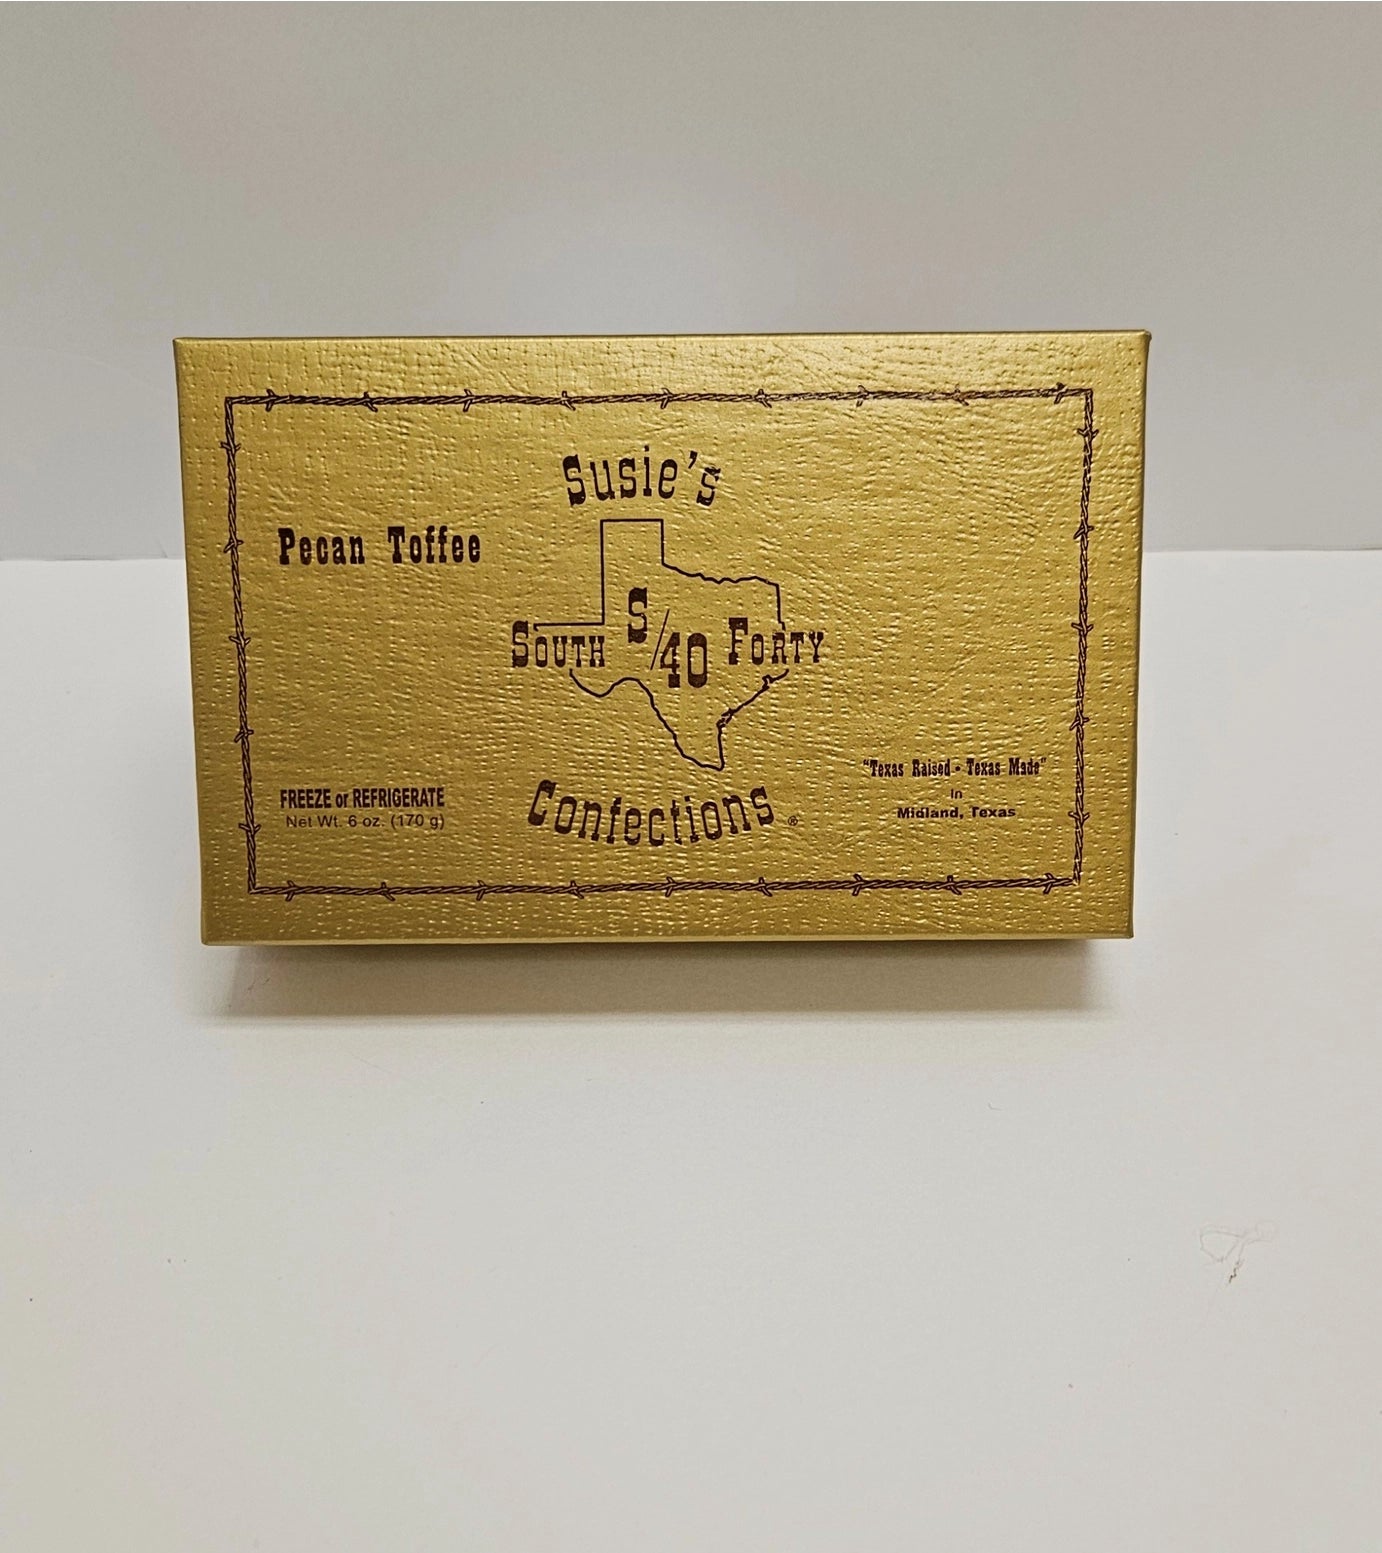 Susie's
Pecan Toffee
South S/40 Forty
Confections®
FREEZE or REFRIGERATE
Net Wt. 6 oz. (170 g)
"Texas Raised • Texas Made"
in
Midland, Texas